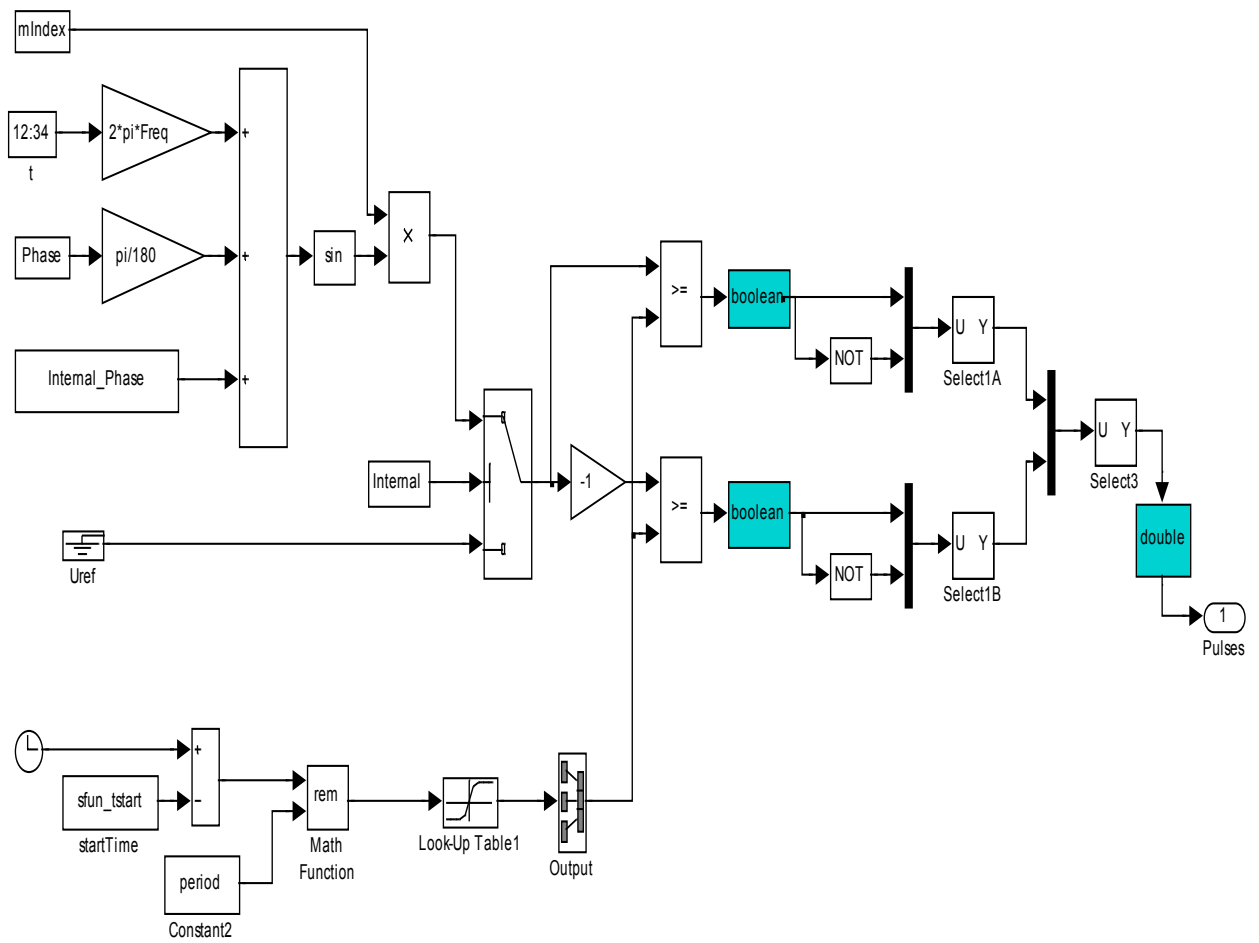 mIndex
12:34
t
2*pi*Freq
+
Phase
pi/180
+
Internal_Phase
+
sin
×
Internal
Uref
-1
>=
boolean
NOT
U Y
Select1A
>=
boolean
NOT
U Y
Select1B
U Y
Select3
double
1
Pulses
+
sfun_tstart
−
startTime
period
Constant2
rem
Math
Function
Look-Up Table1
Output